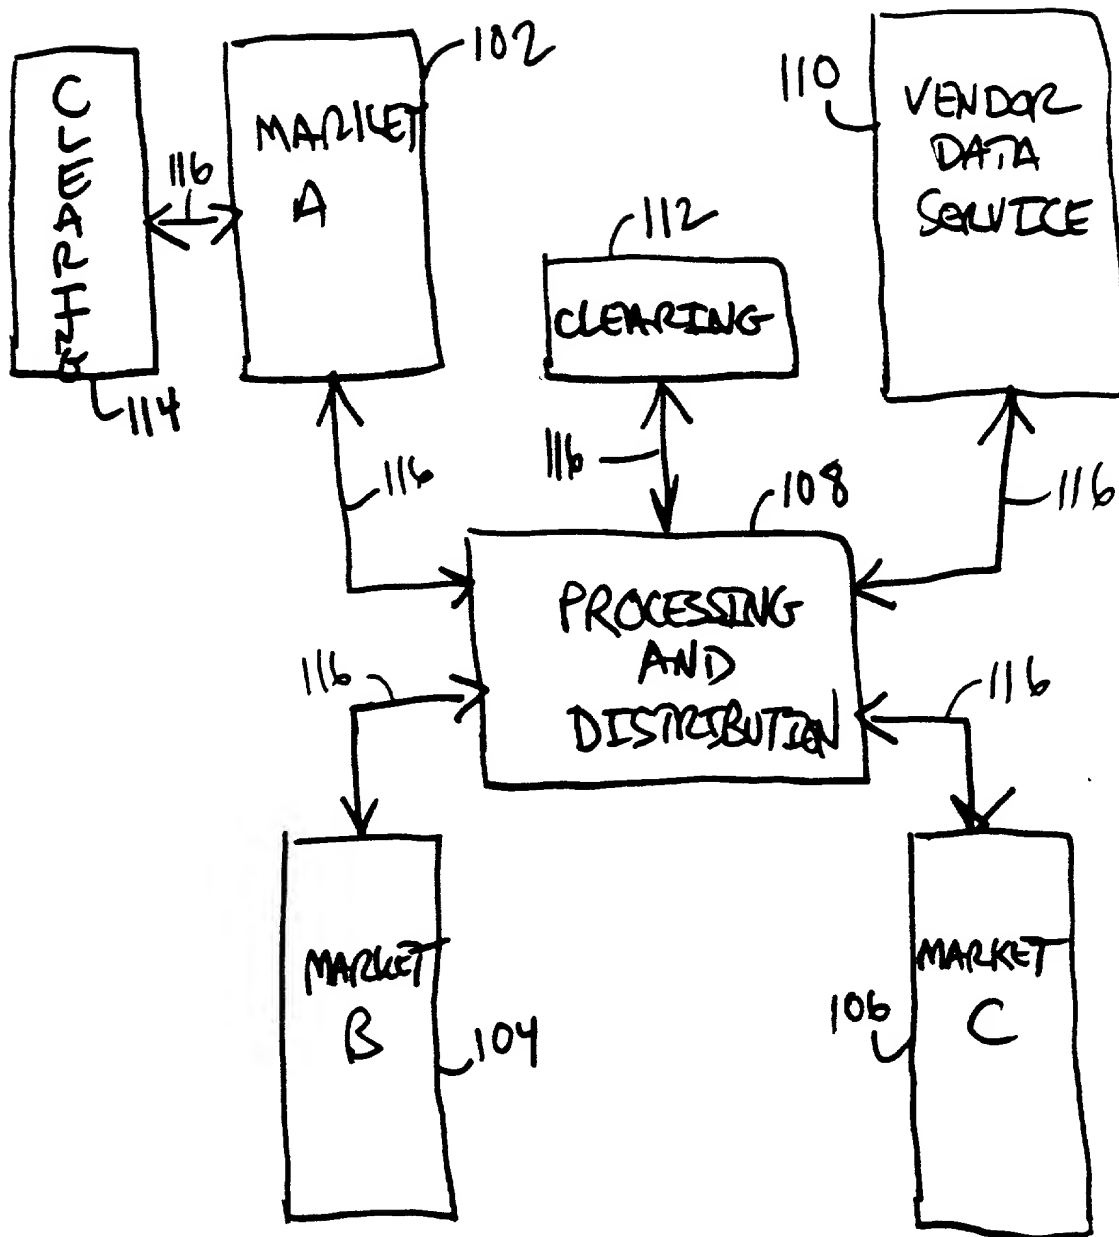 CLEARING
114
116
MARKET
A
102
116
CLEARING
112
116
VENDOR
DATA
SERVICE
110
116
PROCESSING
AND
DISTRIBUTION
108
116
116
MARKET
B
104
MARKET
C
106